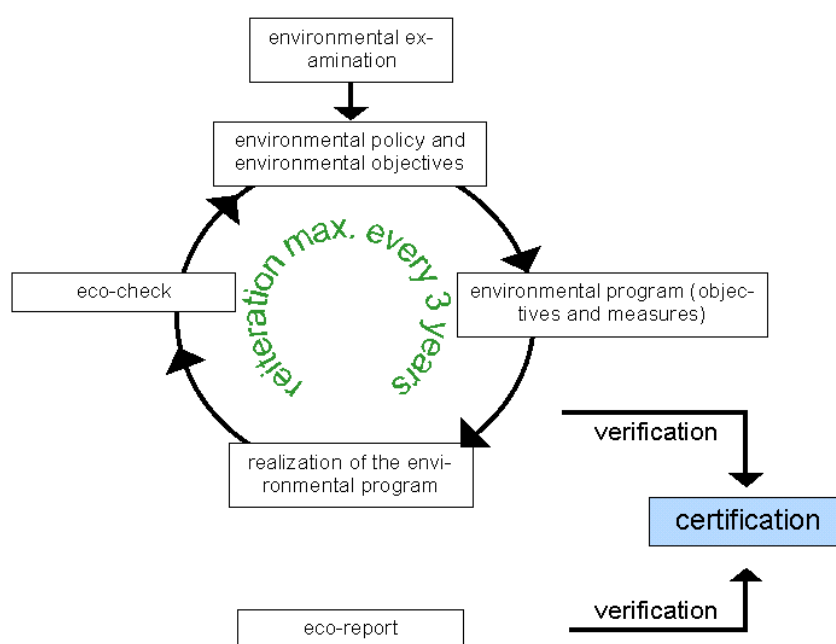 environmental ex-
amination
environmental policy and
environmental objectives
reiteration max. every 3 years
eco-check
environmental program (objec-
tives and measures)
realization of the envi-
ronmental program
verification
certification
verification
eco-report